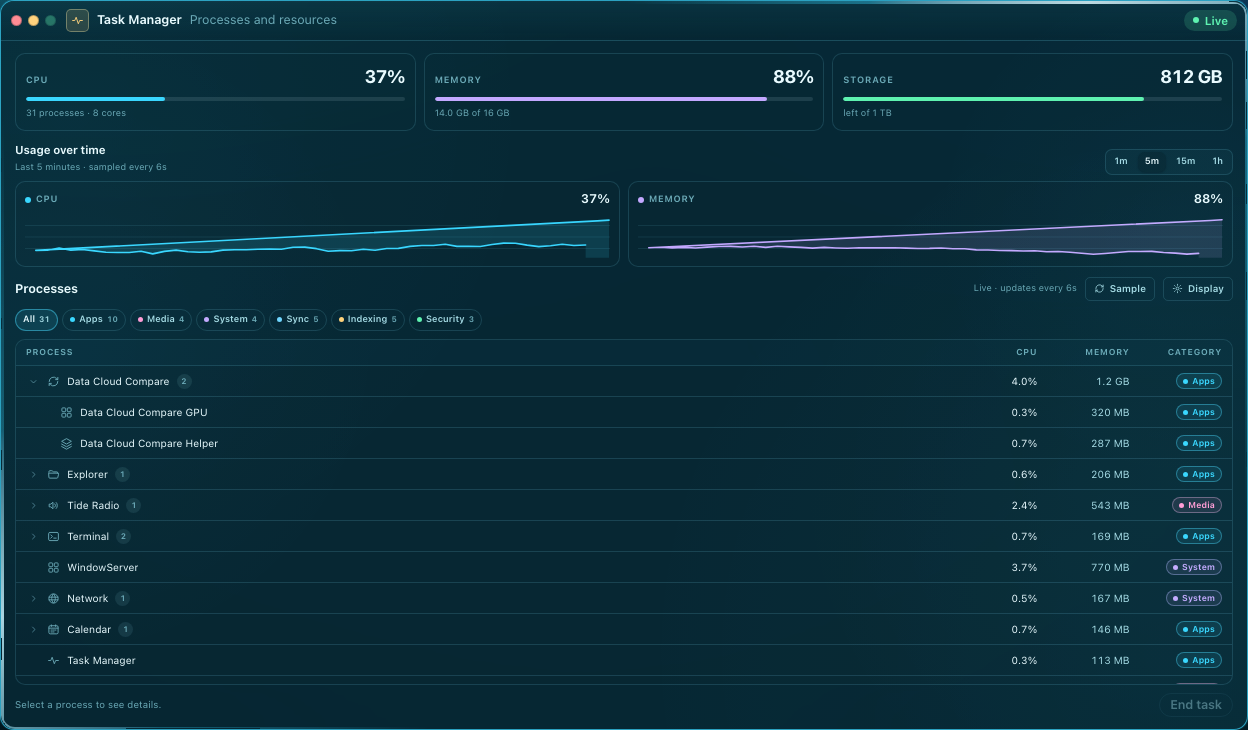 Task Manager Processes and resources Live
CPU 37%
31 processes · 8 cores
MEMORY 88%
14.0 GB of 16 GB
STORAGE 812 GB
left of 1 TB
Usage over time
Last 5 minutes · sampled every 6s
1m 5m 15m 1h
CPU 37%
MEMORY 88%
Processes
Live · updates every 6s Sample Display
All 31 Apps 10 Media 4 System 4 Sync 5 Indexing 5 Security 3
PROCESS CPU MEMORY CATEGORY
Data Cloud Compare 2 4.0% 1.2 GB Apps
Data Cloud Compare GPU 0.3% 320 MB Apps
Data Cloud Compare Helper 0.7% 287 MB Apps
Explorer 1 0.6% 206 MB Apps
Tide Radio 1 2.4% 543 MB Media
Terminal 2 0.7% 169 MB Apps
WindowServer 3.7% 770 MB System
Network 1 0.5% 167 MB System
Calendar 1 0.7% 146 MB Apps
Task Manager 0.3% 113 MB Apps
Select a process to see details. End task